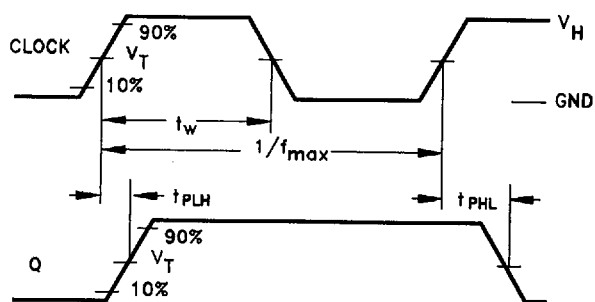 90%
V_H
CLOCK
V_T
10%
GND
t_w
1/f_max
t_PLH
t_PHL
90%
Q
V_T
10%